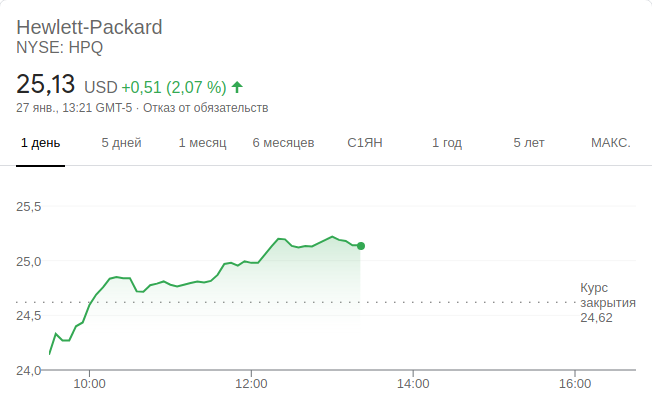 Hewlett-Packard
NYSE: HPQ
25,13 USD +0,51 (2,07 %)
27 янв., 13:21 GMT-5 · Отказ от обязательств
1 день 5 дней 1 месяц 6 месяцев С1ЯН 1 год 5 лет МАКС.
25,5
25,0
Курс
закрытия
24,62
24,5
24,0
10:00 12:00 14:00 16:00